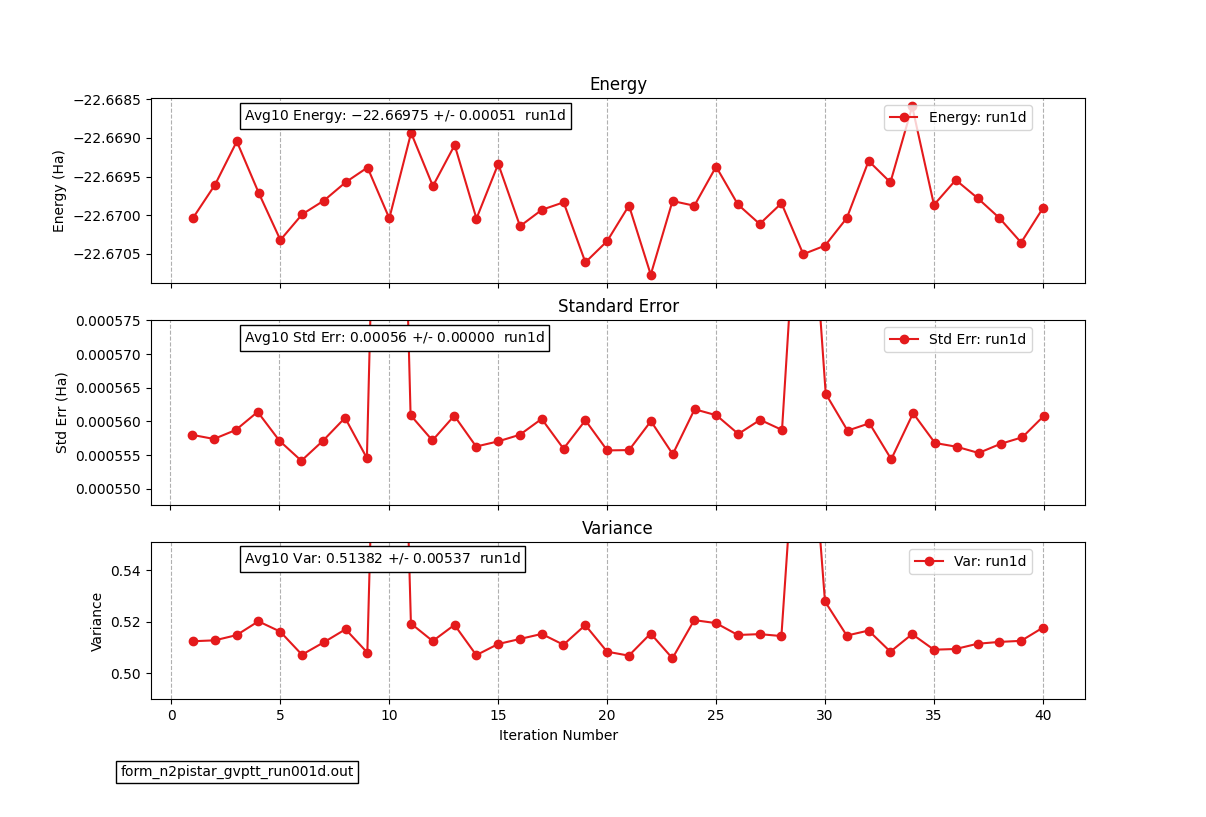 Energy
Energy (Ha)
−22.6685
−22.6690
−22.6695
−22.6700
−22.6705
Avg10 Energy: −22.66975 +/- 0.00051 run1d
Energy: run1d
Standard Error
Std Err (Ha)
0.000575
0.000570
0.000565
0.000560
0.000555
0.000550
Avg10 Std Err: 0.00056 +/- 0.00000 run1d
Std Err: run1d
Variance
Variance
0.54
0.52
0.50
Avg10 Var: 0.51382 +/- 0.00537 run1d
Var: run1d
0 5 10 15 20 25 30 35 40
Iteration Number
form_n2pistar_gvptt_run001d.out